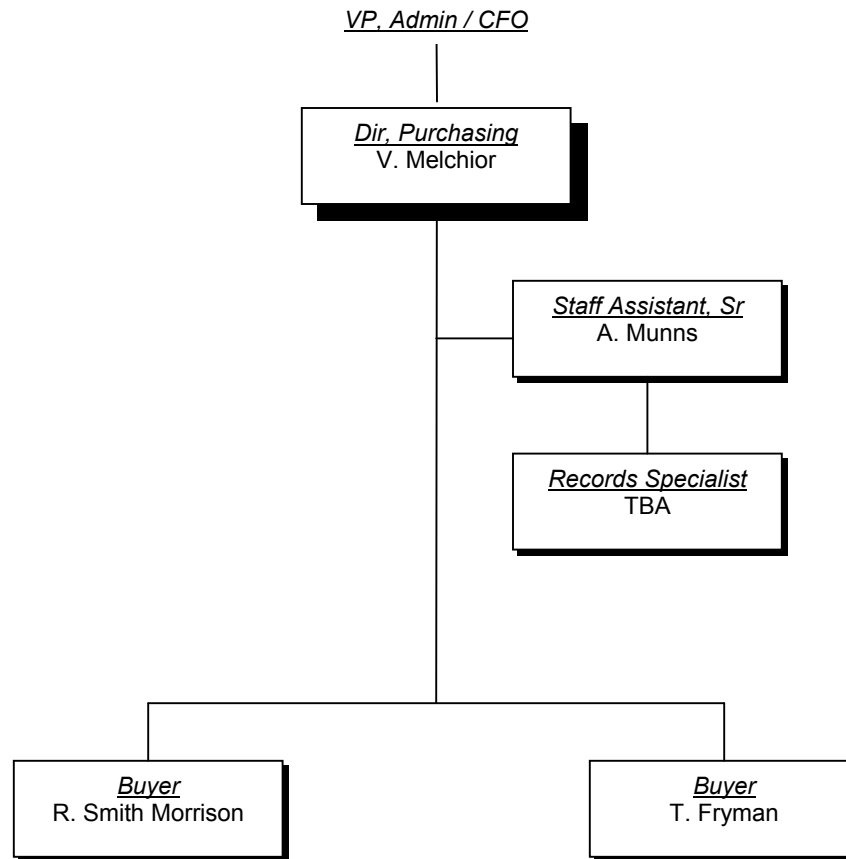 VP, Admin / CFO
Dir, Purchasing
V. Melchior
Staff Assistant, Sr
A. Munns
Records Specialist
TBA
Buyer
R. Smith Morrison
Buyer
T. Fryman